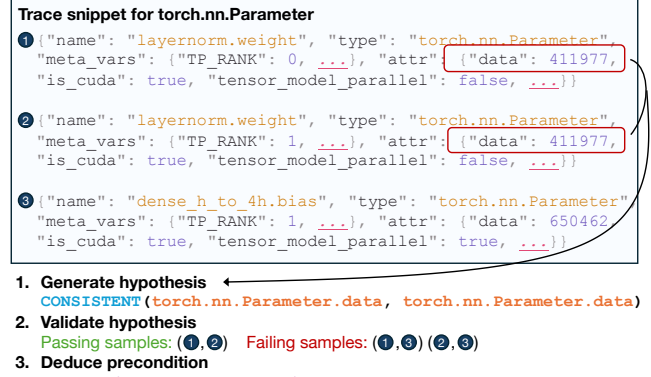 Trace snippet for torch.nn.Parameter
1 {"name": "layernorm.weight", "type": "torch.nn.Parameter",
"meta_vars": {"TP_RANK": 0, ...}, "attr": {"data": 411977,
"is_cuda": true, "tensor_model_parallel": false, ...}}
2 {"name": "layernorm.weight", "type": "torch.nn.Parameter",
"meta_vars": {"TP_RANK": 1, ...}, "attr": {"data": 411977,
"is_cuda": true, "tensor_model_parallel": false, ...}}
3 {"name": "dense_h_to_4h.bias", "type": "torch.nn.Parameter",
"meta_vars": {"TP_RANK": 1, ...}, "attr": {"data": 650462,
"is_cuda": true, "tensor_model_parallel": true, ...}}
1. Generate hypothesis
CONSISTENT(torch.nn.Parameter.data, torch.nn.Parameter.data)
2. Validate hypothesis
Passing samples: (1,2) Failing samples: (1,3) (2,3)
3. Deduce precondition